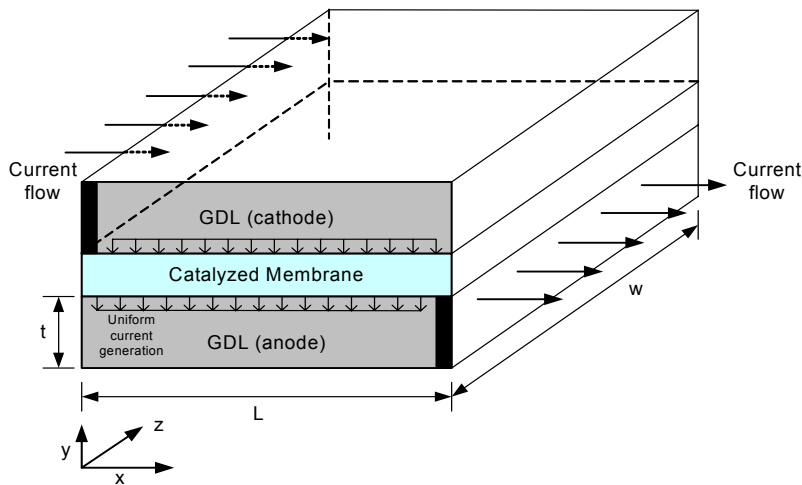 Current
flow
GDL (cathode)
Current
flow
Catalyzed Membrane
Uniform
current
generation
GDL (anode)
t
w
L
y
z
x